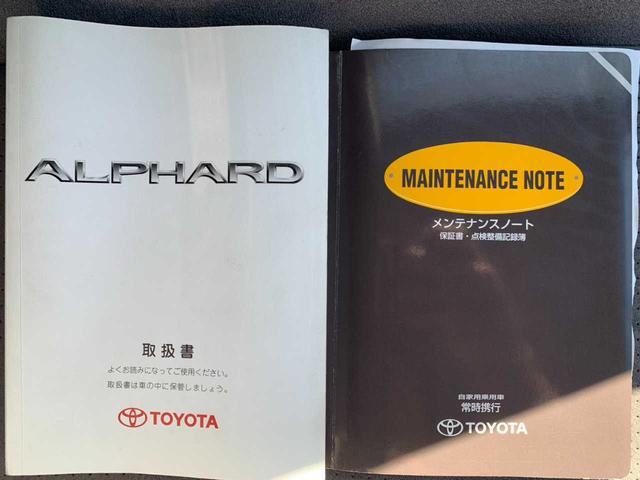 ALPHARD
取扱書
よくお読みになってご使用ください。
取扱書は車の中に保管しましょう。
TOYOTA
MAINTENANCE NOTE
メンテナンスノート
保証書・点検整備記録簿
自家用乗用車
常時携行
TOYOTA